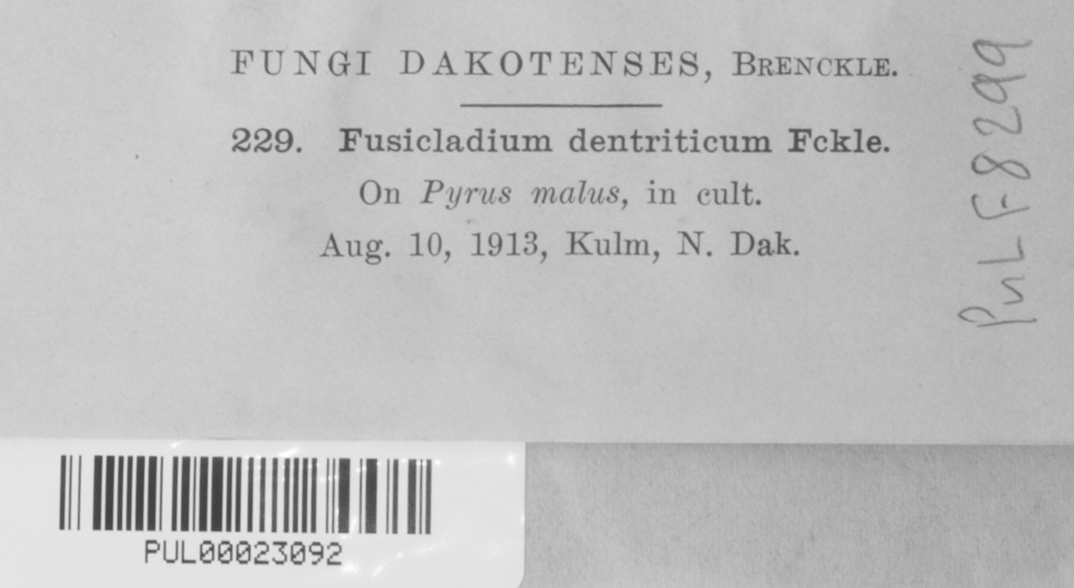 FUNGI DAKOTENSES, BRENCKLE.
229. Fusicladium dentriticum Fckle.
On Pyrus malus, in cult.
Aug. 10, 1913, Kulm, N. Dak.
PUL F8299
PUL00023092